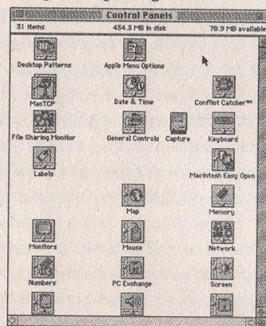 Control Panels
31 items 434.3 MB in disk 78.9 MB available
Desktop Patterns Apple Menu Options
MacTCP Date & Time Conflict Catcher™
File Sharing Monitor General Controls Capture Keyboard
Labels Macintosh Easy Open
Map Memory
Monitors Mouse Network
Numbers PC Exchange Screen